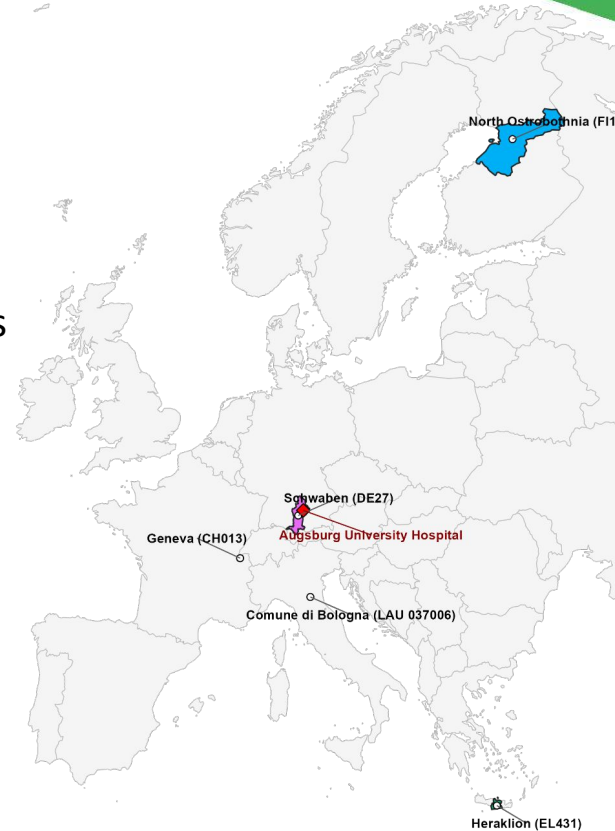 North Ostrobothnia (FI1
s
Schwaben (DE27)
Augsburg University Hospital
Geneva (CH013)
Comune di Bologna (LAU 037006)
Heraklion (EL431)